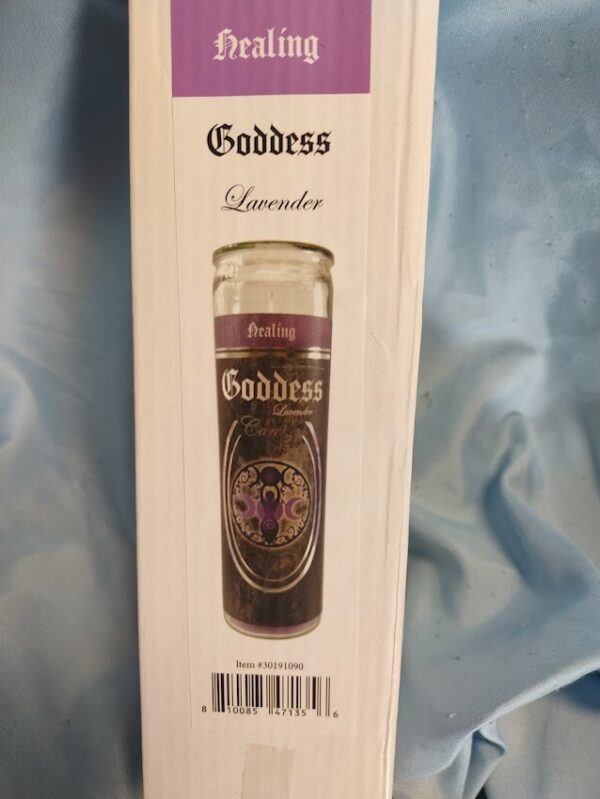 Healing
Goddess
Lavender
Healing
Goddess
Lavender
Item #30191090
8 10085 47135 6